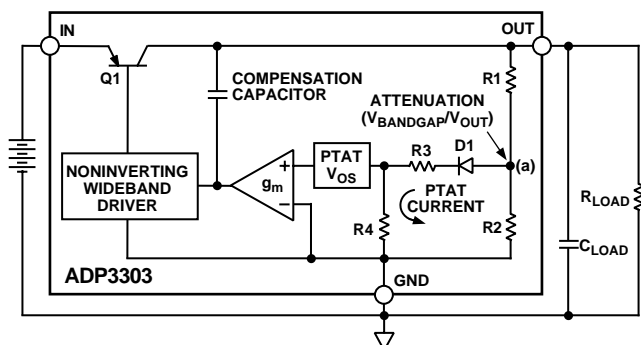 IN
OUT
Q1
COMPENSATION
CAPACITOR
R1
ATTENUATION
(VBANDGAP/VOUT)
R3
D1
(a)
PTAT
VOS
NONINVERTING
WIDEBAND
DRIVER
gm
+
−
PTAT
CURRENT
R4
R2
RLOAD
CLOAD
ADP3303
GND